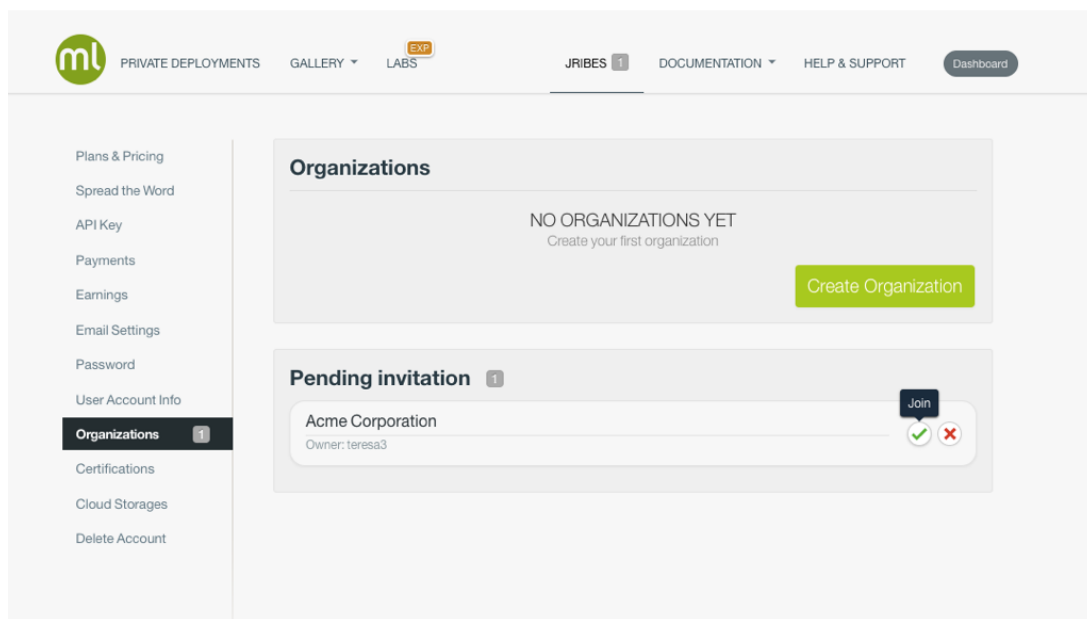 ml PRIVATE DEPLOYMENTS GALLERY LABS EXP JRIBES 1 DOCUMENTATION HELP & SUPPORT Dashboard
Plans & Pricing
Spread the Word
API Key
Payments
Earnings
Email Settings
Password
User Account Info
Organizations 1
Certifications
Cloud Storages
Delete Account
Organizations
NO ORGANIZATIONS YET
Create your first organization
Create Organization
Pending invitation 1
Join
Acme Corporation
Owner: teresa3